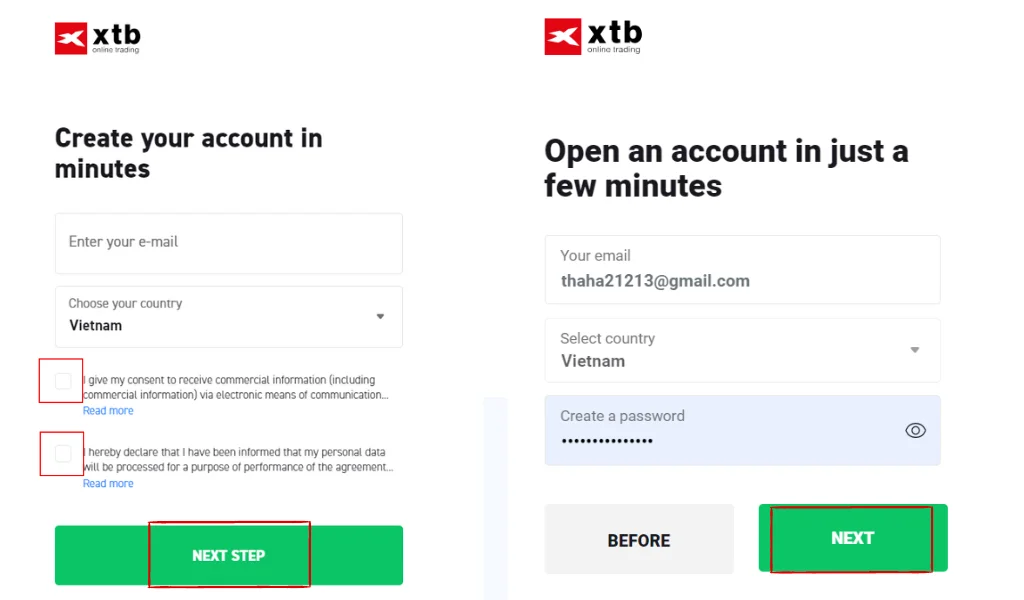 xtb
online trading
Create your account in
minutes
Enter your e-mail
Choose your country
Vietnam
I give my consent to receive commercial information (including
commercial information) via electronic means of communication...
Read more
I hereby declare that I have been informed that my personal data
will be processed for a purpose of performance of the agreement...
Read more
NEXT STEP
xtb
online trading
Open an account in just a
few minutes
Your email
thaha21213@gmail.com
Select country
Vietnam
Create a password
•••••••••••••••
BEFORE
NEXT